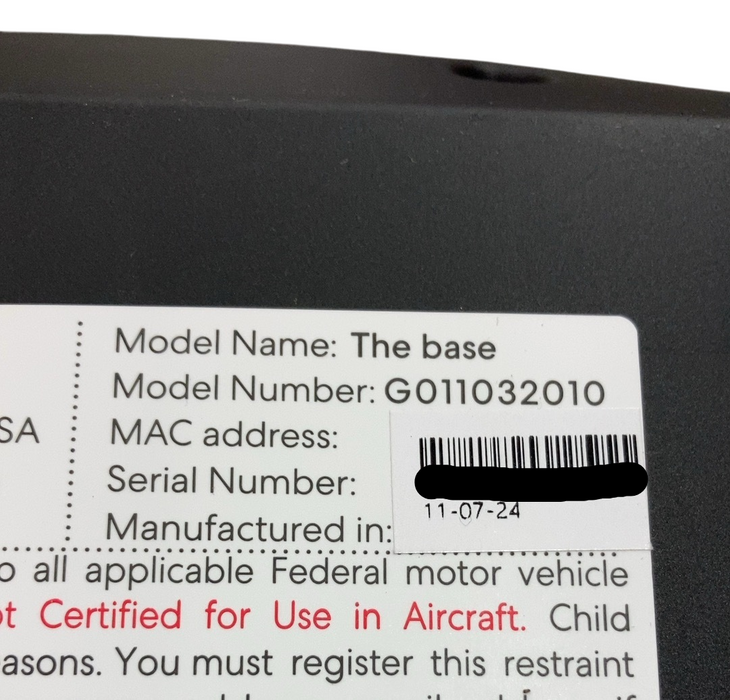 Model Name: The base
Model Number: G011032010
SA
MAC address:
Serial Number:
11-07-24
Manufactured in:
o all applicable Federal motor vehicle
t Certified for Use in Aircraft. Child
asons. You must register this restraint